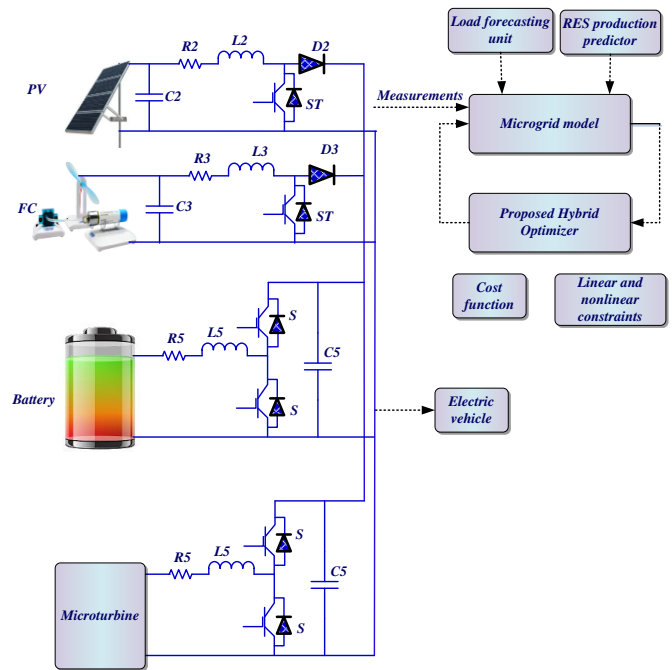 PV
R2
L2
D2
C2
ST
FC
R3
L3
D3
C3
ST
Battery
R5
L5
S
S
C5
Microturbine
R5
L5
S
S
C5
Load forecasting
unit
RES production
predictor
Measurements
Microgrid model
Proposed Hybrid
Optimizer
Cost
function
Linear and
nonlinear
constraints
Electric
vehicle